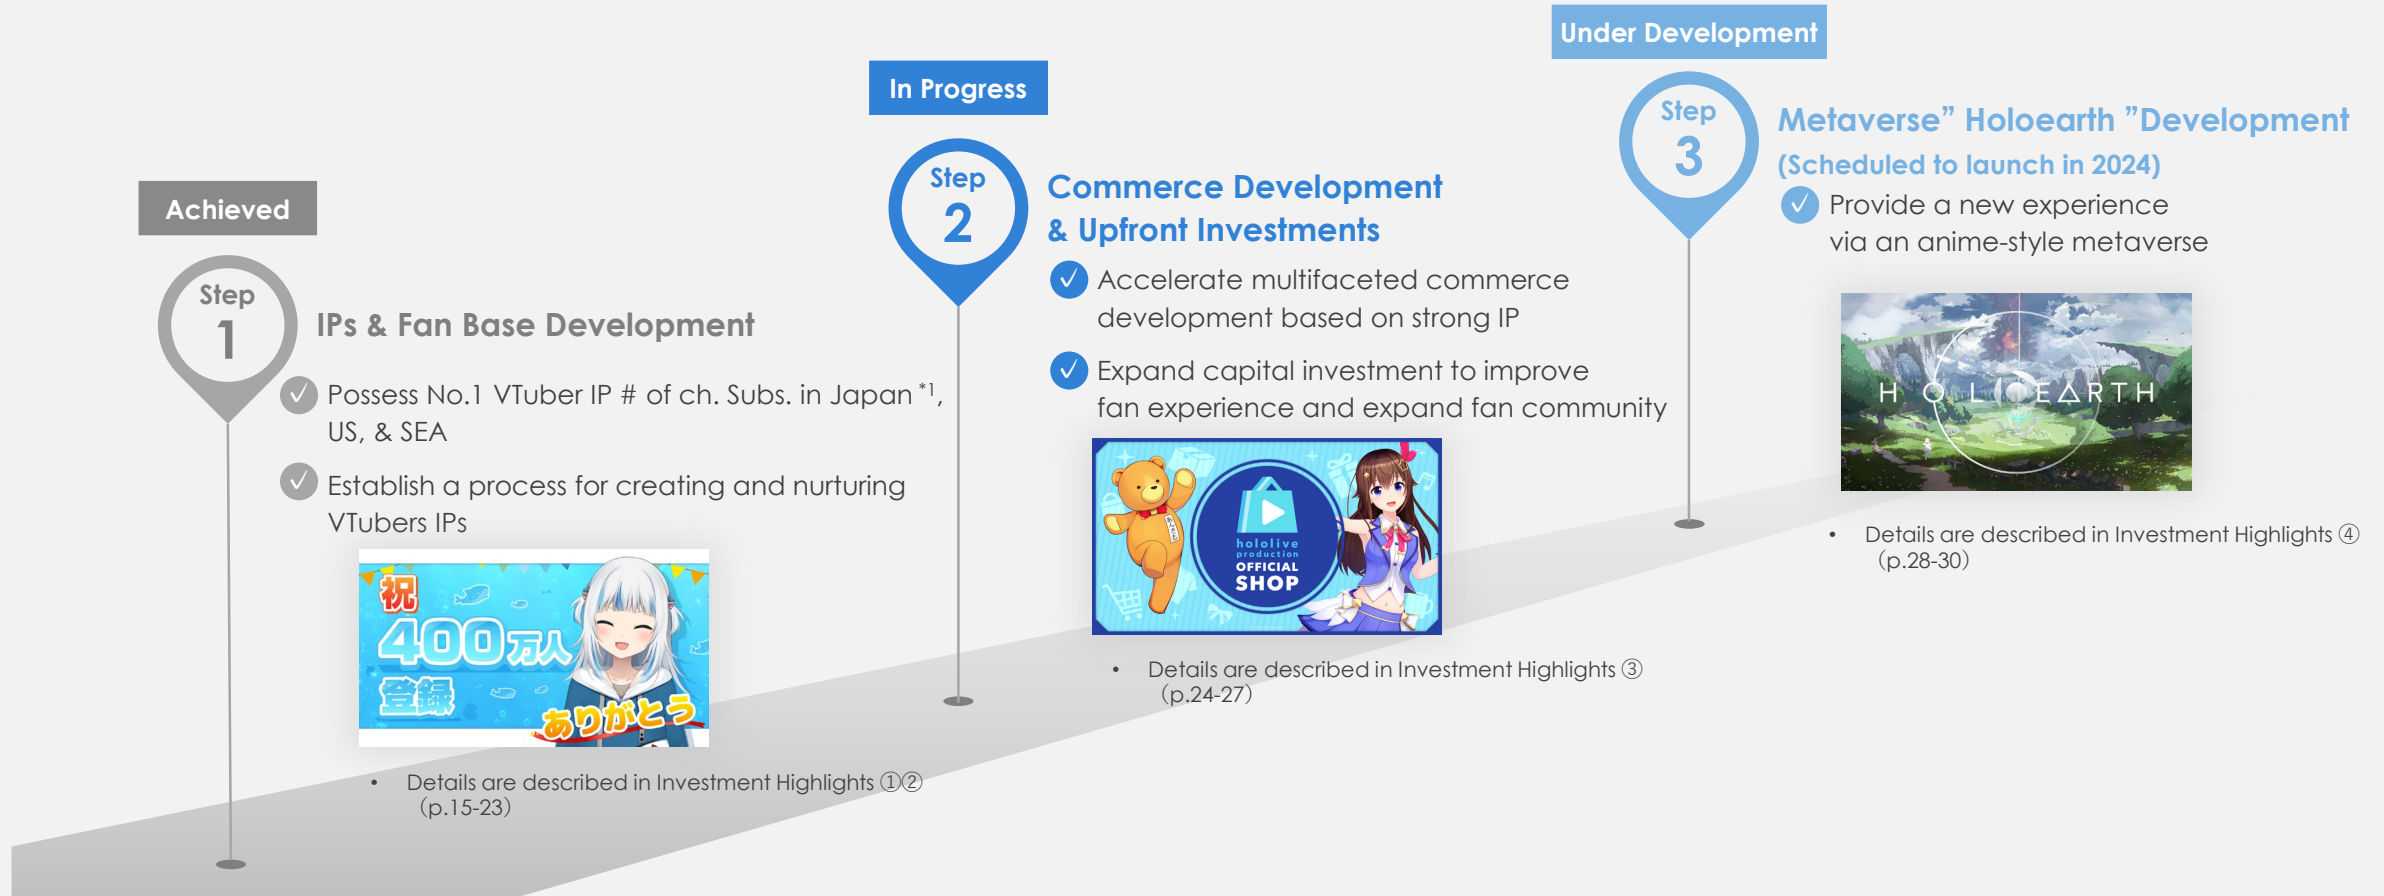 Achieved
Step
1
IPs & Fan Base Development
Possess No.1 VTuber IP # of ch. Subs. in Japan *1,
US, & SEA
Establish a process for creating and nurturing
VTubers IPs
祝
400万人
登録
ありがとう
• Details are described in Investment Highlights ①②
（p.15-23）
In Progress
Step
2
Commerce Development
& Upfront Investments
Accelerate multifaceted commerce
development based on strong IP
Expand capital investment to improve
fan experience and expand fan community
hololive
production
OFFICIAL
SHOP
• Details are described in Investment Highlights ③
（p.24-27）
Under Development
Step
3
Metaverse” Holoearth ”Development
(Scheduled to launch in 2024)
Provide a new experience
via an anime-style metaverse
HOLOEARTH
• Details are described in Investment Highlights ④
（p.28-30）